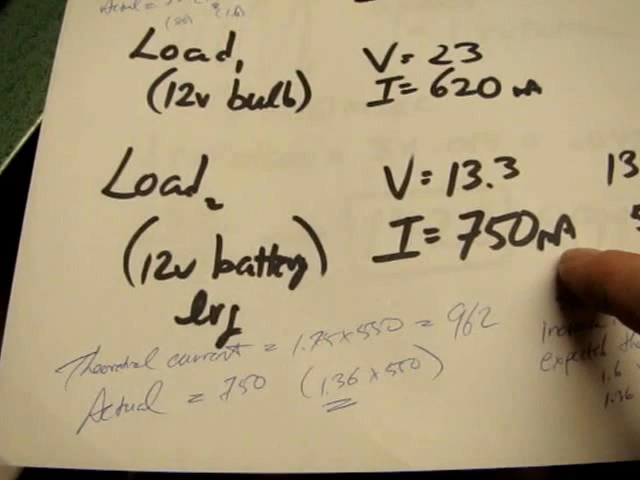 Load1 V = 23
(12v bulb) I = 620 mA
Load2 V = 13.3 13
(12v battery I = 750mA
Theoretical current = 1.75 x 550 = 962
Actual = 750 (1.36 x 550)
expected
1.6
1.36